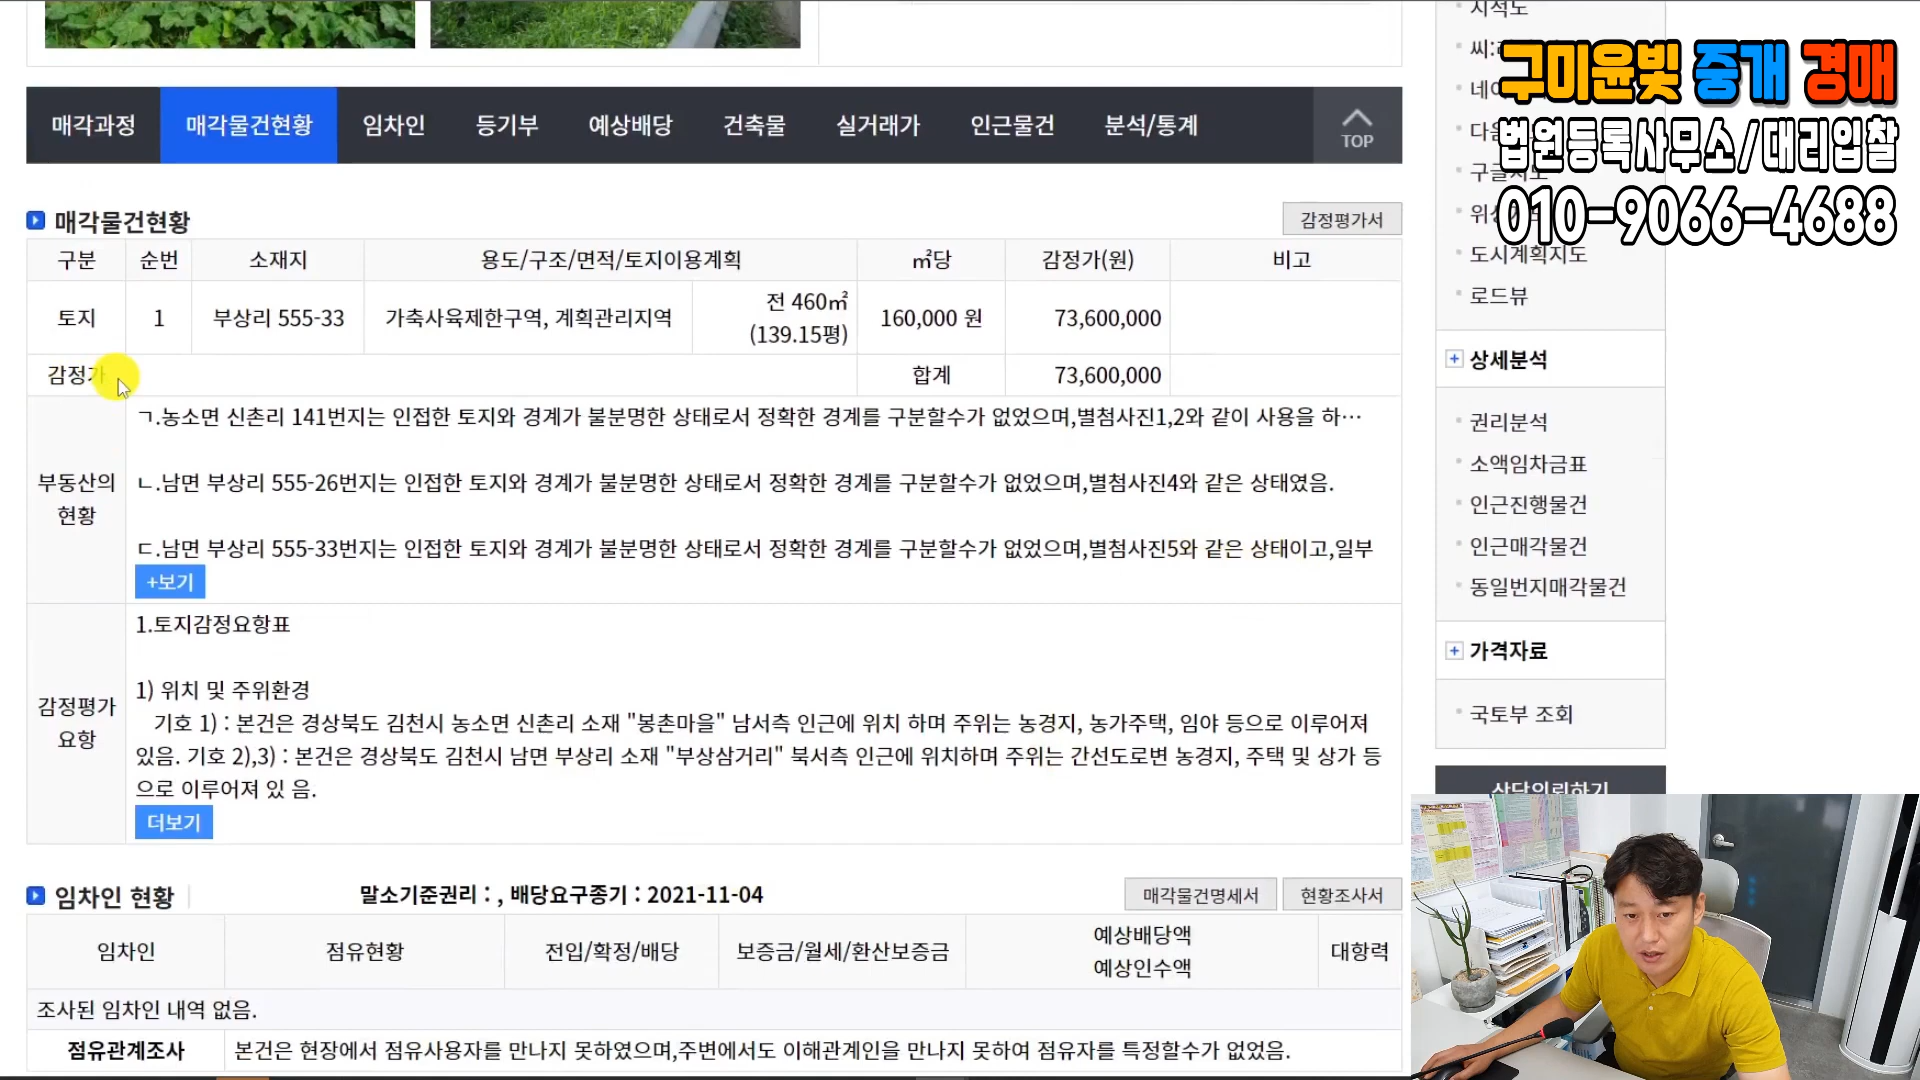 지적도
구미윤빛 중개 경매
법원등록사무소/대리입찰
010-9066-4688
도시계획지도
로드뷰
매각과정 매각물건현황 임차인 등기부 예상배당 건축물 실거래가 인근물건 분석/통계 TOP
매각물건현황 감정평가서
구분 순번 소재지 용도/구조/면적/토지이용계획 ㎡당 감정가(원) 비고
토지 1 부상리 555-33 가축사육제한구역, 계획관리지역 전 460㎡ 160,000 원 73,600,000
(139.15평)
감정가 합계 73,600,000
부동산의
현황
ㄱ.농소면 신촌리 141번지는 인접한 토지와 경계가 불분명한 상태로서 정확한 경계를 구분할수가 없었으며,별첨사진1,2와 같이 사용을 하…
ㄴ.남면 부상리 555-26번지는 인접한 토지와 경계가 불분명한 상태로서 정확한 경계를 구분할수가 없었으며,별첨사진4와 같은 상태였음.
ㄷ.남면 부상리 555-33번지는 인접한 토지와 경계가 불분명한 상태로서 정확한 경계를 구분할수가 없었으며,별첨사진5와 같은 상태이고,일부
+보기
감정평가
요항
1.토지감정요항표
1) 위치 및 주위환경
기호 1) : 본건은 경상북도 김천시 농소면 신촌리 소재 "봉촌마을" 남서측 인근에 위치 하며 주위는 농경지, 농가주택, 임야 등으로 이루어져
있음. 기호 2),3) : 본건은 경상북도 김천시 남면 부상리 소재 "부상삼거리" 북서측 인근에 위치하며 주위는 간선도로변 농경지, 주택 및 상가 등
으로 이루어져 있 음.
더보기
임차인 현황 말소기준권리 : , 배당요구종기 : 2021-11-04 매각물건명세서 현황조사서
임차인 점유현황 전입/확정/배당 보증금/월세/환산보증금 예상배당액 대항력
예상인수액
조사된 임차인 내역 없음.
점유관계조사 본건은 현장에서 점유사용자를 만나지 못하였으며,주변에서도 이해관계인을 만나지 못하여 점유자를 특정할수가 없었음.
상세분석
권리분석
소액임차금표
인근진행물건
인근매각물건
동일번지매각물건
가격자료
국토부 조회
상담의뢰하기